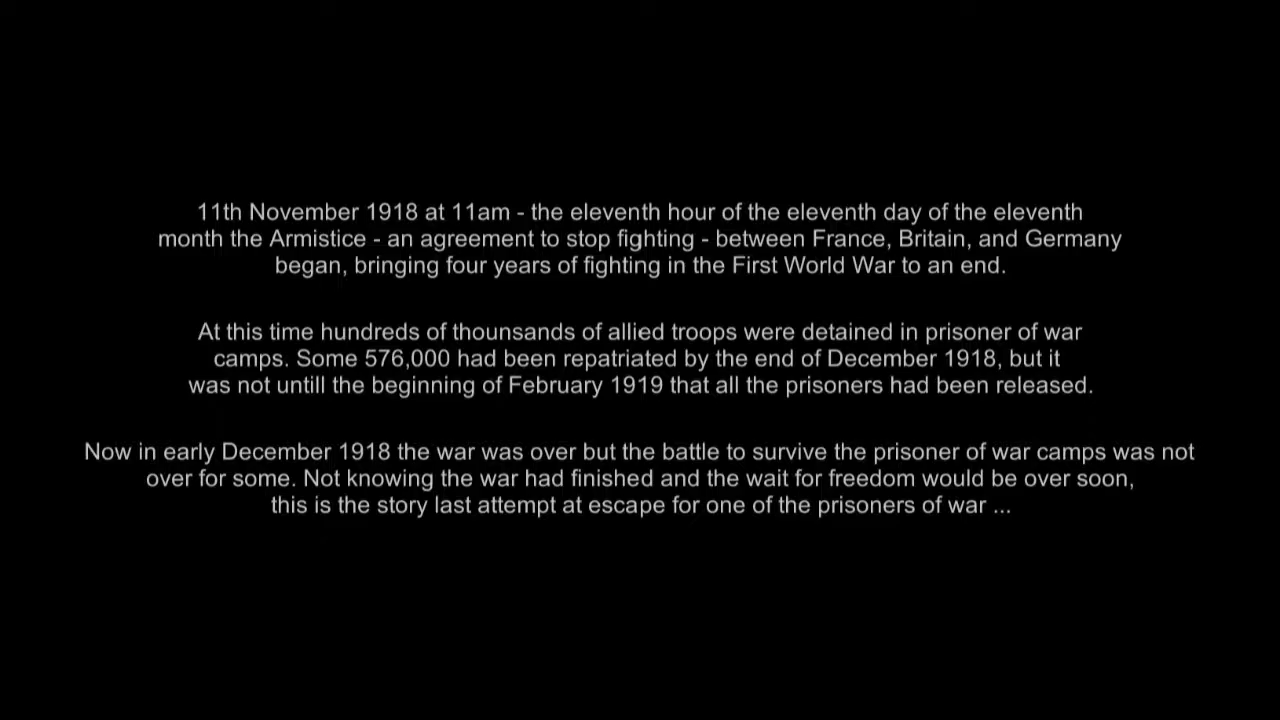 11th November 1918 at 11am - the eleventh hour of the eleventh day of the eleventh
month the Armistice - an agreement to stop fighting - between France, Britain, and Germany
began, bringing four years of fighting in the First World War to an end.
At this time hundreds of thounsands of allied troops were detained in prisoner of war
camps. Some 576,000 had been repatriated by the end of December 1918, but it
was not untill the beginning of February 1919 that all the prisoners had been released.
Now in early December 1918 the war was over but the battle to survive the prisoner of war camps was not
over for some. Not knowing the war had finished and the wait for freedom would be over soon,
this is the story last attempt at escape for one of the prisoners of war ...